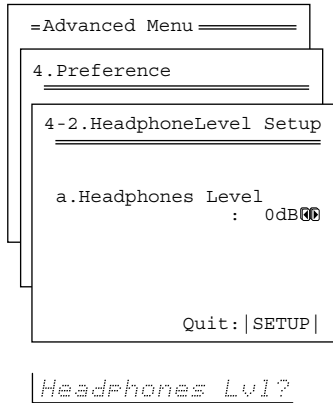 Advanced Menu
4.Preference
4-2.HeadphoneLevel Setup
a.Headphones Level
: 0dB
Quit:|SETUP|
Headphones Lvl?